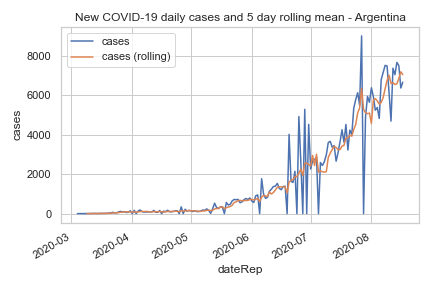 New COVID-19 daily cases and 5 day rolling mean - Argentina
cases
cases (rolling)
8000
6000
4000
2000
0
cases
2020-03
2020-04
2020-05
2020-06
2020-07
2020-08
dateRep